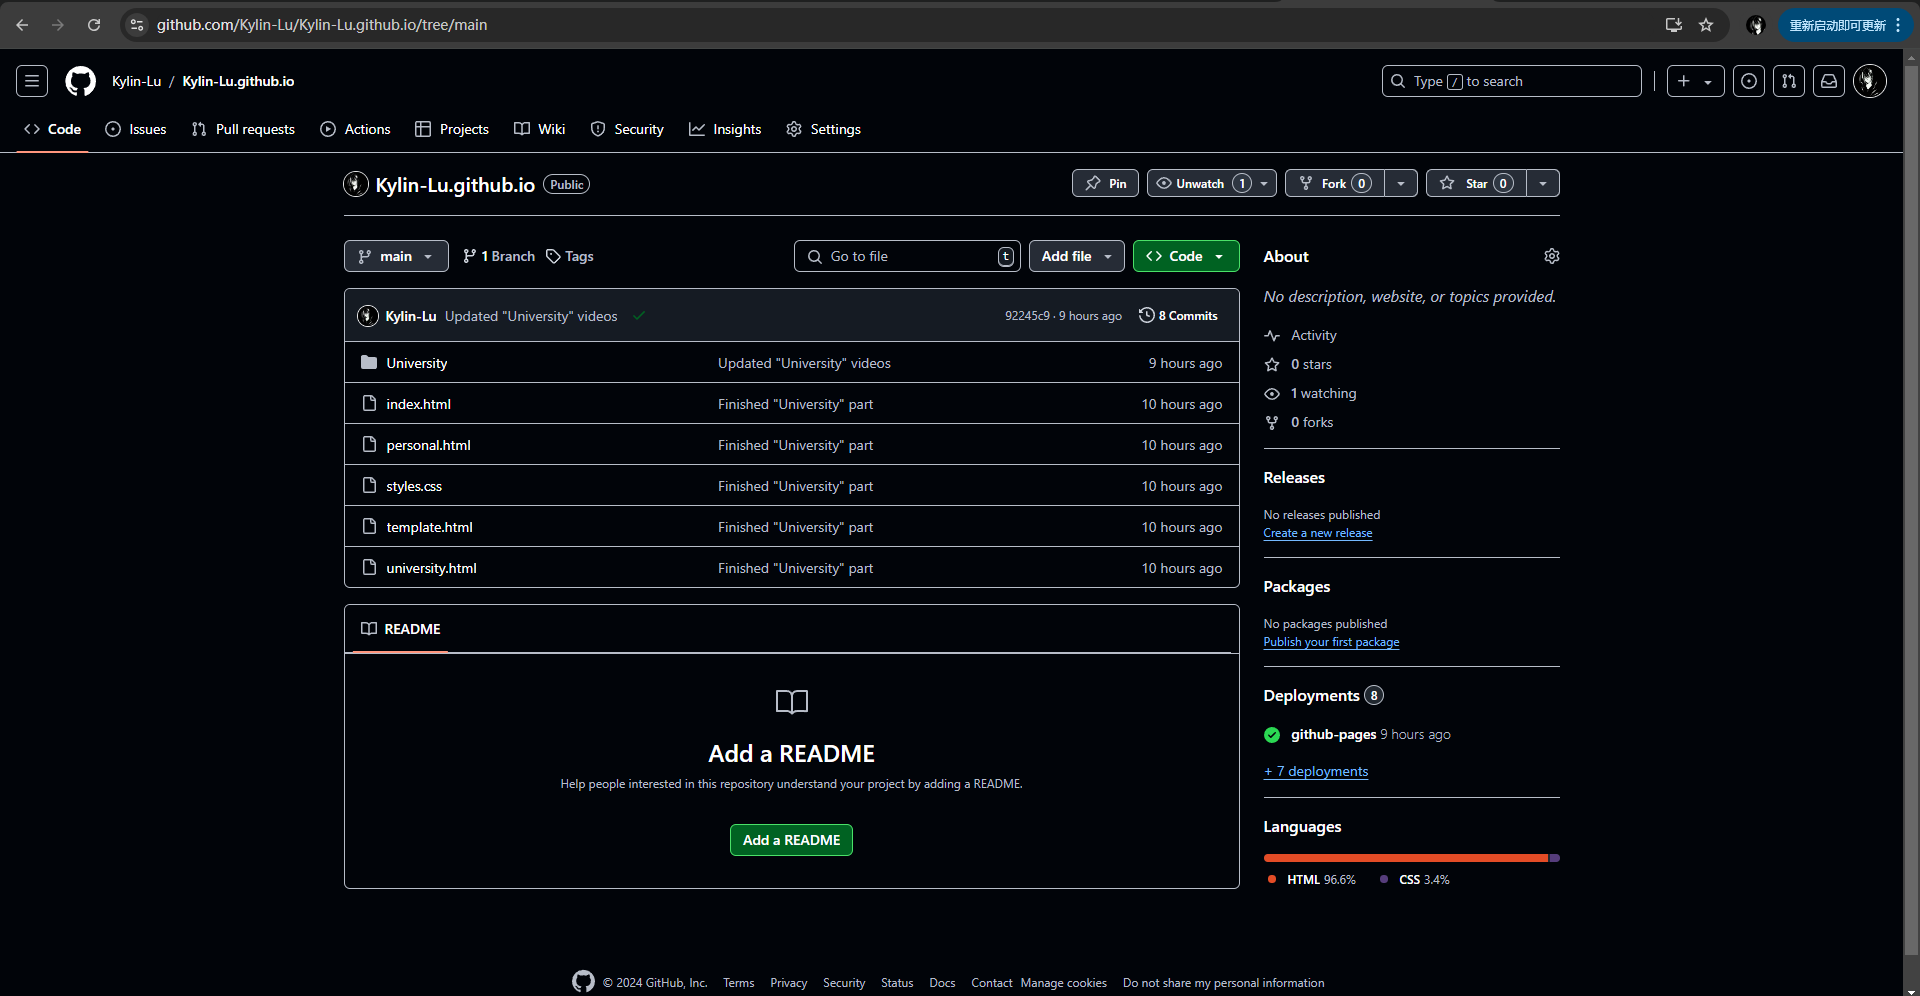 github.com/Kylin-Lu/Kylin-Lu.github.io/tree/main
重新启动即可更新
Kylin-Lu / Kylin-Lu.github.io
Type / to search
Code Issues Pull requests Actions Projects Wiki Security Insights Settings
Kylin-Lu.github.io Public
Pin Unwatch 1 Fork 0 Star 0
main 1 Branch Tags Go to file t Add file Code
Kylin-Lu Updated "University" videos 92245c9 · 9 hours ago 8 Commits
University Updated "University" videos 9 hours ago
index.html Finished "University" part 10 hours ago
personal.html Finished "University" part 10 hours ago
styles.css Finished "University" part 10 hours ago
template.html Finished "University" part 10 hours ago
university.html Finished "University" part 10 hours ago
README
Add a README
Help people interested in this repository understand your project by adding a README.
Add a README
About
No description, website, or topics provided.
Activity
0 stars
1 watching
0 forks
Releases
No releases published
Create a new release
Packages
No packages published
Publish your first package
Deployments 8
github-pages 9 hours ago
+ 7 deployments
Languages
HTML 96.6% CSS 3.4%
© 2024 GitHub, Inc. Terms Privacy Security Status Docs Contact Manage cookies Do not share my personal information